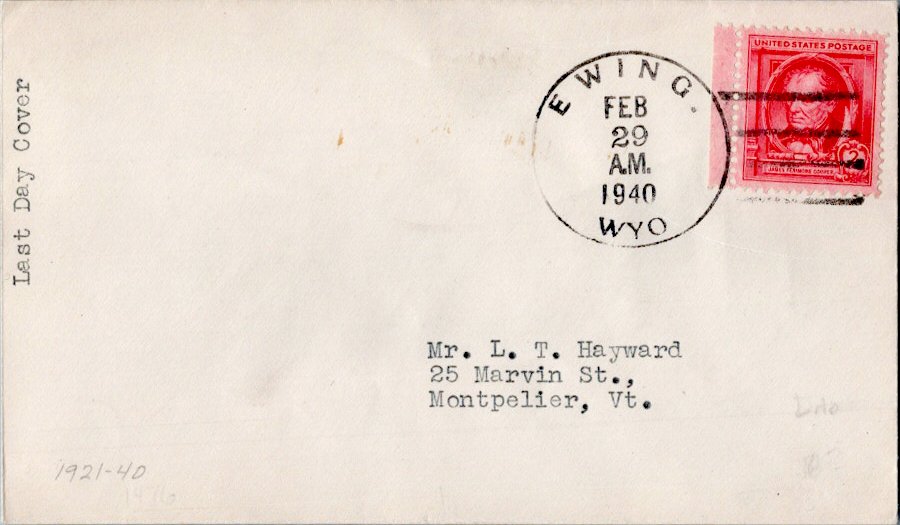 Last Day Cover
EWING.
FEB
29
A.M.
1940
WYO
UNITED STATES POSTAGE
2
JAMES FENIMORE COOPER
Mr. L. T. Hayward
25 Marvin St.,
Montpelier, Vt.
1921-40